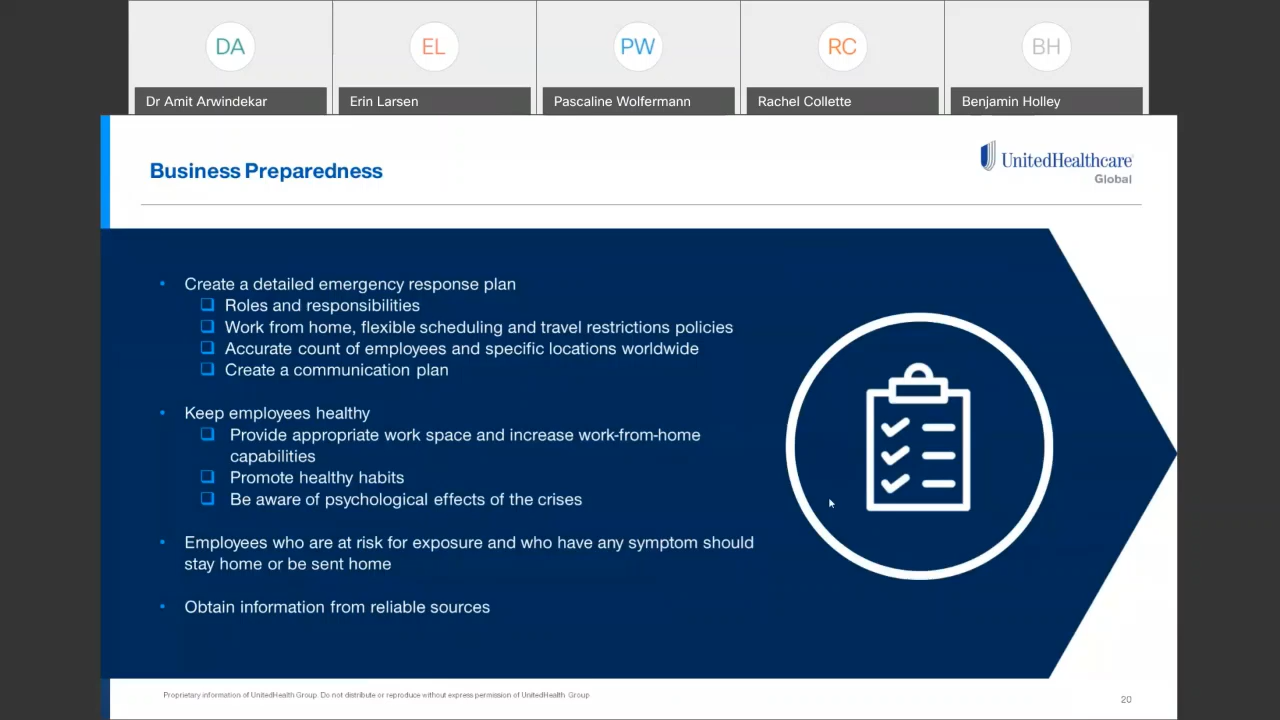 DA
EL
PW
RC
BH
Dr Amit Arwindekar
Erin Larsen
Pascaline Wolfermann
Rachel Collette
Benjamin Holley
Business Preparedness
UnitedHealthcare
Global
• Create a detailed emergency response plan
❑ Roles and responsibilities
❑ Work from home, flexible scheduling and travel restrictions policies
❑ Accurate count of employees and specific locations worldwide
❑ Create a communication plan
• Keep employees healthy
❑ Provide appropriate work space and increase work-from-home
capabilities
❑ Promote healthy habits
❑ Be aware of psychological effects of the crises
• Employees who are at risk for exposure and who have any symptom should
stay home or be sent home
• Obtain information from reliable sources
Proprietary information of UnitedHealth Group. Do not distribute or reproduce without express permission of UnitedHealth Group
20